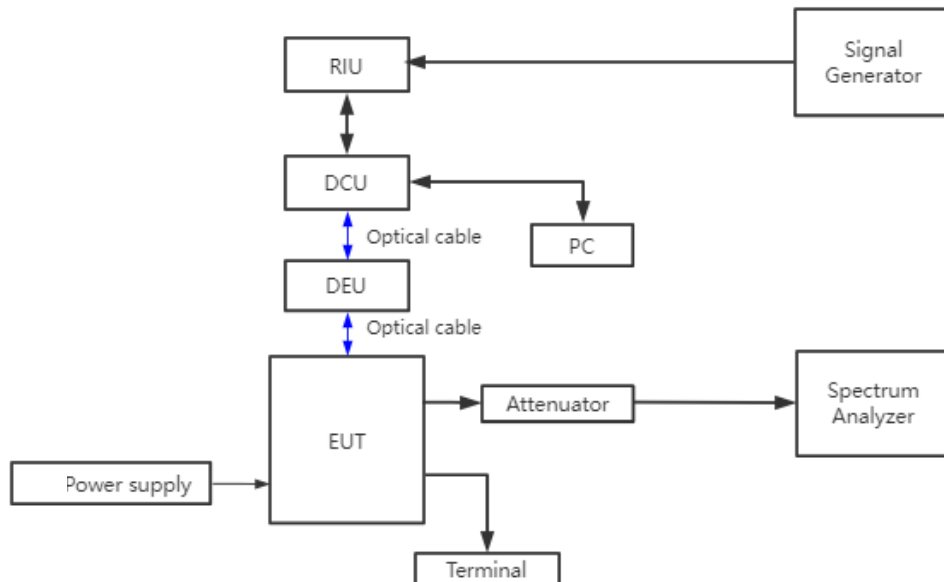 Signal
Generator
RIU
DCU
Optical cable
PC
DEU
Optical cable
EUT
Attenuator
Spectrum
Analyzer
Power supply
Terminal